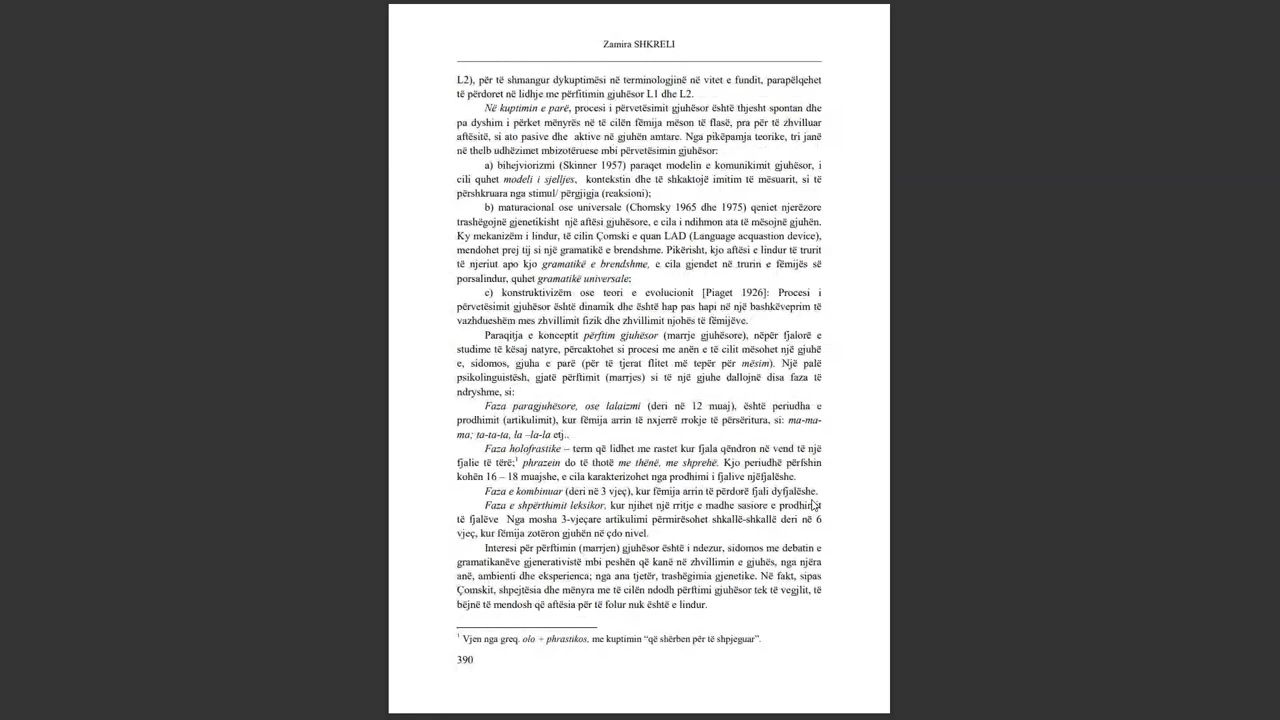 Zamira SHKRELI
L2), për të shmangur dykuptimësi në terminologjinë në vitet e fundit, parapëlqehet
të përdoret në lidhje me përfitimin gjuhësor L1 dhe L2.
Në kuptimin e parë, procesi i përvetësimit gjuhësor është thjesht spontan dhe
pa dyshim i përket mënyrës në të cilën fëmija mëson të flasë, pra për të zhvilluar
aftësitë, si ato pasive dhe aktive në gjuhën amtare. Nga pikëpamja teorike, tri janë
në thelb udhëzimet mbizotëruese mbi përvetësimin gjuhësor:
a) bihejviorizmi (Skinner 1957) paraqet modelin e komunikimit gjuhësor, i
cili quhet modeli i sjelljes, kontekstin dhe të shkaktojë imitim të mësuarit, si të
përshkruara nga stimul/ përgjigja (reaksioni);
b) maturacional ose universale (Chomsky 1965 dhe 1975) qeniet njerëzore
trashëgojnë gjenetikisht një aftësi gjuhësore, e cila i ndihmon ata të mësojnë gjuhën.
Ky mekanizëm i lindur, të cilin Çomski e quan LAD (Language acquastion device),
mendohet prej tij si një gramatikë e brendshme. Pikërisht, kjo aftësi e lindur të trurit
të njeriut apo kjo gramatikë e brendshme, e cila gjendet në trurin e fëmijës së
porsalindur, quhet gramatikë universale;
c) konstruktivizëm ose teori e evolucionit [Piaget 1926]: Procesi i
përvetësimit gjuhësor është dinamik dhe është hap pas hapi në një bashkëveprim të
vazhdueshëm mes zhvillimit fizik dhe zhvillimit njohës të fëmijëve.
Paraqitja e konceptit përftim gjuhësor (marrje gjuhësore), nëpër fjalorë e
studime të kësaj natyre, përcaktohet si procesi me anën e të cilit mësohet një gjuhë
e, sidomos, gjuha e parë (për të tjerat flitet më tepër për mësim). Një palë
psikolinguistësh, gjatë përftimit (marrjes) si të një gjuhe dallojnë disa faza të
ndryshme, si:
Faza paragjuhësore, ose lalaizmi (deri në 12 muaj), është periudha e
prodhimit (artikulimit), kur fëmija arrin të nxjerrë rrokje të përsëritura, si: ma-ma-
ma; ta-ta-ta, la –la-la etj..
Faza holofrastike – term që lidhet me rastet kur fjala qëndron në vend të një
fjalie të tërë;¹ phrazein do të thotë me thënë, me shprehë. Kjo periudhë përfshin
kohën 16 – 18 muajshe, e cila karakterizohet nga prodhimi i fjalive njëfjalëshe.
Faza e kombinuar (deri në 3 vjeç), kur fëmija arrin të përdorë fjali dyfjalëshe.
Faza e shpërthimit leksikor, kur njihet një rritje e madhe sasiore e prodhimit
të fjalëve Nga mosha 3-vjeçare artikulimi përmirësohet shkallë-shkallë deri në 6
vjeç, kur fëmija zotëron gjuhën në çdo nivel.
Interesi për përftimin (marrjen) gjuhësor është i ndezur, sidomos me debatin e
gramatikanëve gjenerativistë mbi peshën që kanë në zhvillimin e gjuhës, nga njëra
anë, ambienti dhe eksperienca; nga ana tjetër, trashëgimia gjenetike. Në fakt, sipas
Çomskit, shpejtësia dhe mënyra me të cilën ndodh përftimi gjuhësor tek të vegjlit, të
bëjnë të mendosh që aftësia për të folur nuk është e lindur.
¹ Vjen nga greq. olo + phrastikos, me kuptimin “që shërben për të shpjeguar”.
390